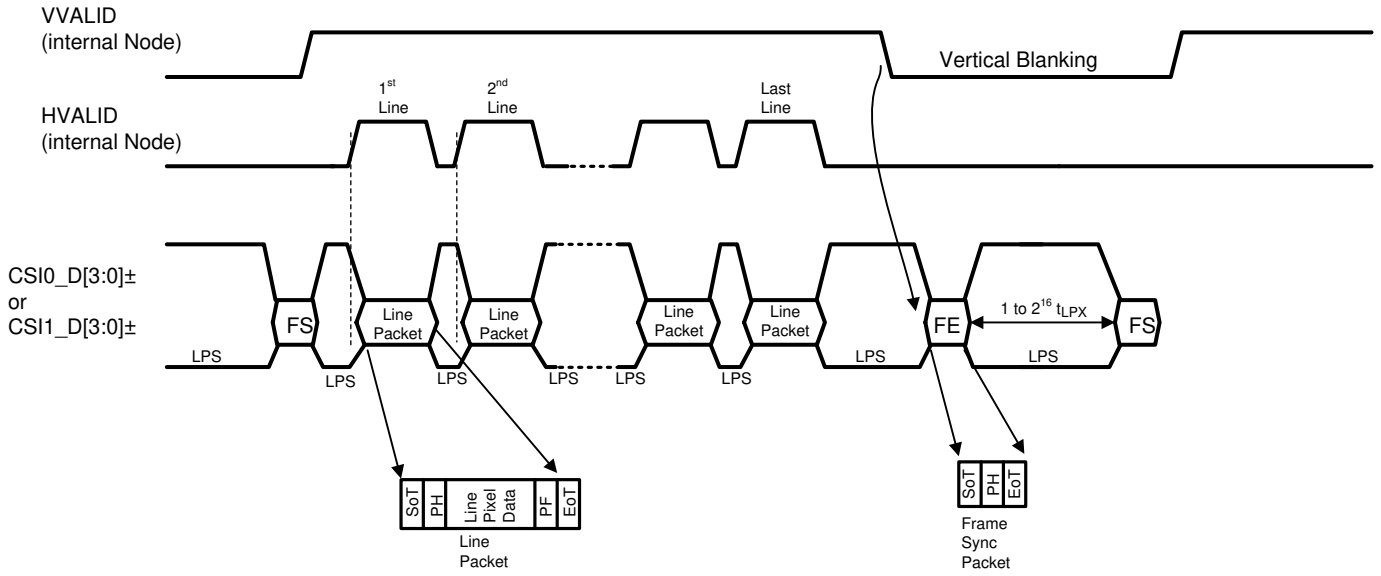 VVALID
(internal Node)
Vertical Blanking
1st
Line
2nd
Line
Last
Line
HVALID
(internal Node)
CSI0_D[3:0]±
or
CSI1_D[3:0]±
FS
Line
Packet
Line
Packet
Line
Packet
Line
Packet
FE
1 to 2^16 tLPX
FS
LPS
LPS
LPS
LPS
LPS
LPS
LPS
LPS
SoT
PH
Line
Pixel
Data
PF
EoT
Line
Packet
SoT
PH
EoT
Frame
Sync
Packet